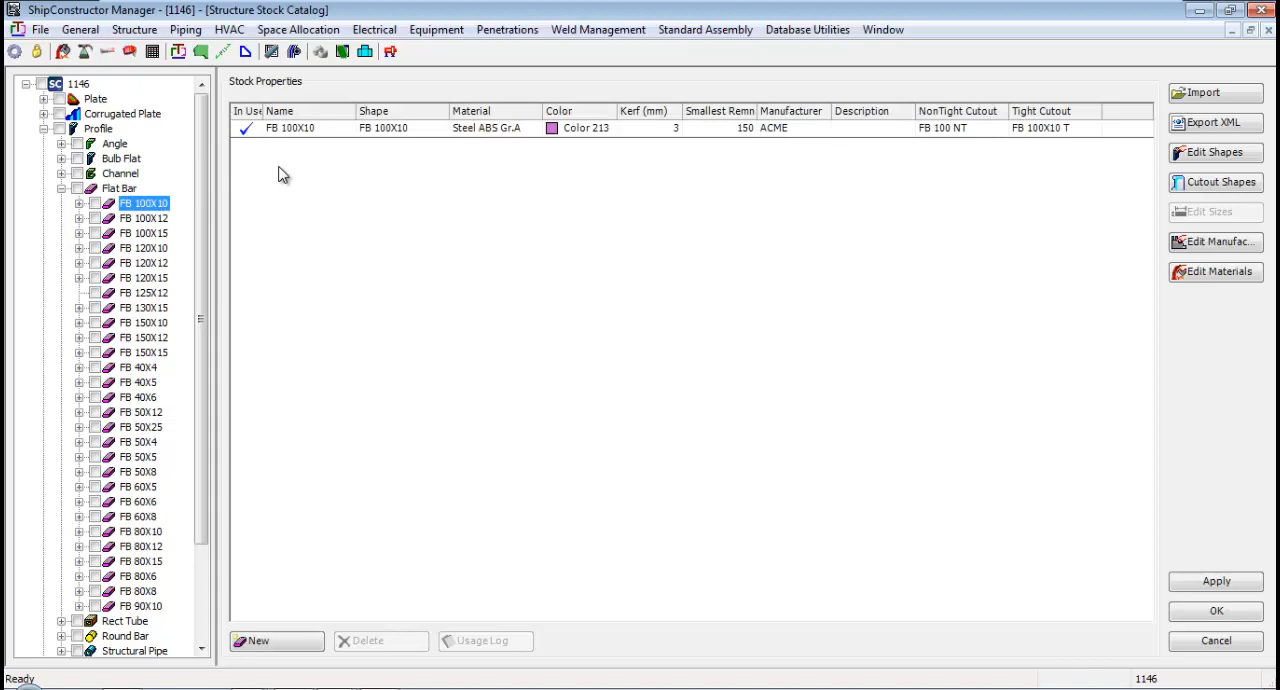 ShipConstructor Manager - [1146] - [Structure Stock Catalog]
File General Structure Piping HVAC Space Allocation Electrical Equipment Penetrations Weld Management Standard Assembly Database Utilities Window
SC 1146
Plate
Corrugated Plate
Profile
Angle
Bulb Flat
Channel
Flat Bar
FB 100X10
FB 100X12
FB 100X15
FB 120X10
FB 120X12
FB 120X15
FB 125X12
FB 130X15
FB 150X10
FB 150X12
FB 150X15
FB 40X4
FB 40X5
FB 40X6
FB 50X12
FB 50X25
FB 50X4
FB 50X5
FB 50X8
FB 60X5
FB 60X6
FB 60X8
FB 80X10
FB 80X12
FB 80X15
FB 80X6
FB 80X8
FB 90X10
Rect Tube
Round Bar
Structural Pipe
Stock Properties
In Use Name Shape Material Color Kerf (mm) Smallest Remn Manufacturer Description NonTight Cutout Tight Cutout
FB 100X10 FB 100X10 Steel ABS Gr.A Color 213 3 150 ACME FB 100 NT FB 100X10 T
New Delete Usage Log
Import
Export XML
Edit Shapes
Cutout Shapes
Edit Sizes
Edit Manufac...
Edit Materials
Apply
OK
Cancel
Ready 1146